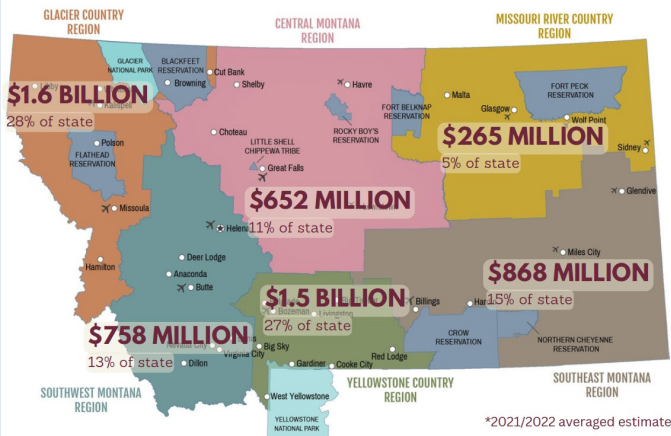 GLACIER COUNTRY
REGION
CENTRAL MONTANA
REGION
MISSOURI RIVER COUNTRY
REGION
GLACIER
NATIONAL PARK
BLACKFEET
RESERVATION
Browning
Cut Bank
Shelby
Havre
Malta
FORT PECK
RESERVATION
Glasgow
Wolf Point
$1.6 BILLION
28% of state
FORT BELKNAP
RESERVATION
ROCKY BOY'S
RESERVATION
Choteau
Polson
FLATHEAD
RESERVATION
LITTLE SHELL
CHIPPEWA TRIBE
Great Falls
$265 MILLION
5% of state
Sidney
Glendive
$652 MILLION
11% of state
Missoula
Helena
Hamilton
Deer Lodge
Anaconda
Butte
Miles City
$868 MILLION
15% of state
$1.5 BILLION
27% of state
Bozeman
Livingston
Billings
CROW
RESERVATION
NORTHERN CHEYENNE
RESERVATION
$758 MILLION
13% of state
Virginia City
Dillon
Big Sky
Gardiner
Cooke City
Red Lodge
West Yellowstone
YELLOWSTONE
NATIONAL PARK
SOUTHWEST MONTANA
REGION
YELLOWSTONE COUNTRY
REGION
SOUTHEAST MONTANA
REGION
*2021/2022 averaged estimate